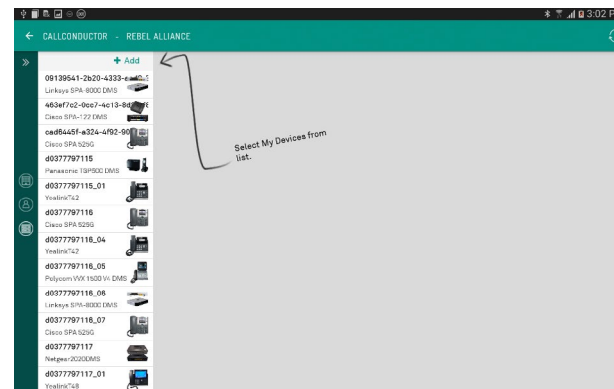 3:02 P
CALLCONDUCTOR - REBEL ALLIANCE
+ Add
09139541-2b20-4333-
Linksys SPA-8000 DMS
463ef7c2-0cc7-4c13-8d
Cisco SPA-122 DMS
cad6445f-a324-4f92-90
Cisco SPA 525G
d0377797115
Panasonic TGP500 DMS
d0377797115_01
YealinkT42
d0377797116
Cisco SPA 525G
d0377797116_04
YealinkT42
d0377797116_05
Polycom VVX 1500 V4 DMS
d0377797116_06
Linksys SPA-8000 DMS
d0377797116_07
Cisco SPA 525G
d0377797117
Netgear2020DMS
d0377797117_01
YealinkT48
Select My Devices from
list.